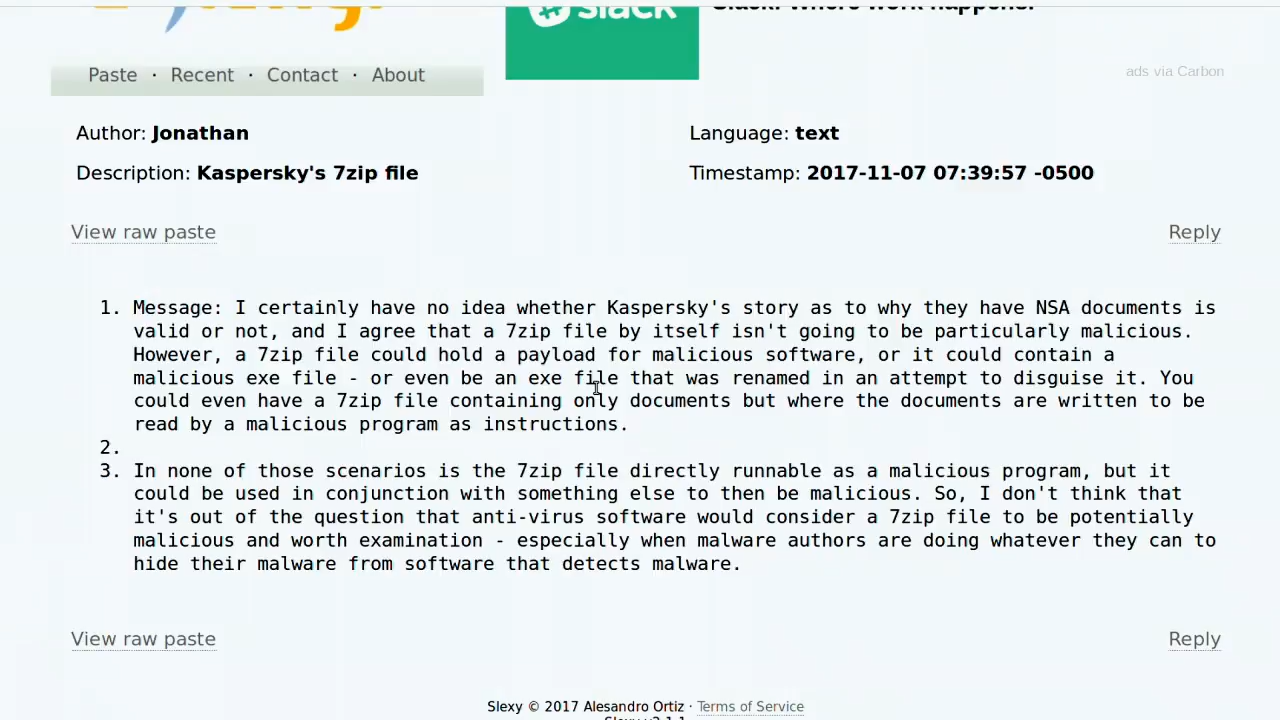 slack
Slack: Where work happens.
Paste · Recent · Contact · About
ads via Carbon
Author: Jonathan
Language: text
Description: Kaspersky's 7zip file
Timestamp: 2017-11-07 07:39:57 -0500
View raw paste
Reply
1. Message: I certainly have no idea whether Kaspersky's story as to why they have NSA documents is
valid or not, and I agree that a 7zip file by itself isn't going to be particularly malicious.
However, a 7zip file could hold a payload for malicious software, or it could contain a
malicious exe file - or even be an exe file that was renamed in an attempt to disguise it. You
could even have a 7zip file containing only documents but where the documents are written to be
read by a malicious program as instructions.
2.
3. In none of those scenarios is the 7zip file directly runnable as a malicious program, but it
could be used in conjunction with something else to then be malicious. So, I don't think that
it's out of the question that anti-virus software would consider a 7zip file to be potentially
malicious and worth examination - especially when malware authors are doing whatever they can to
hide their malware from software that detects malware.
View raw paste
Reply
Slexy © 2017 Alesandro Ortiz · Terms of Service
Slexy v2.1.1